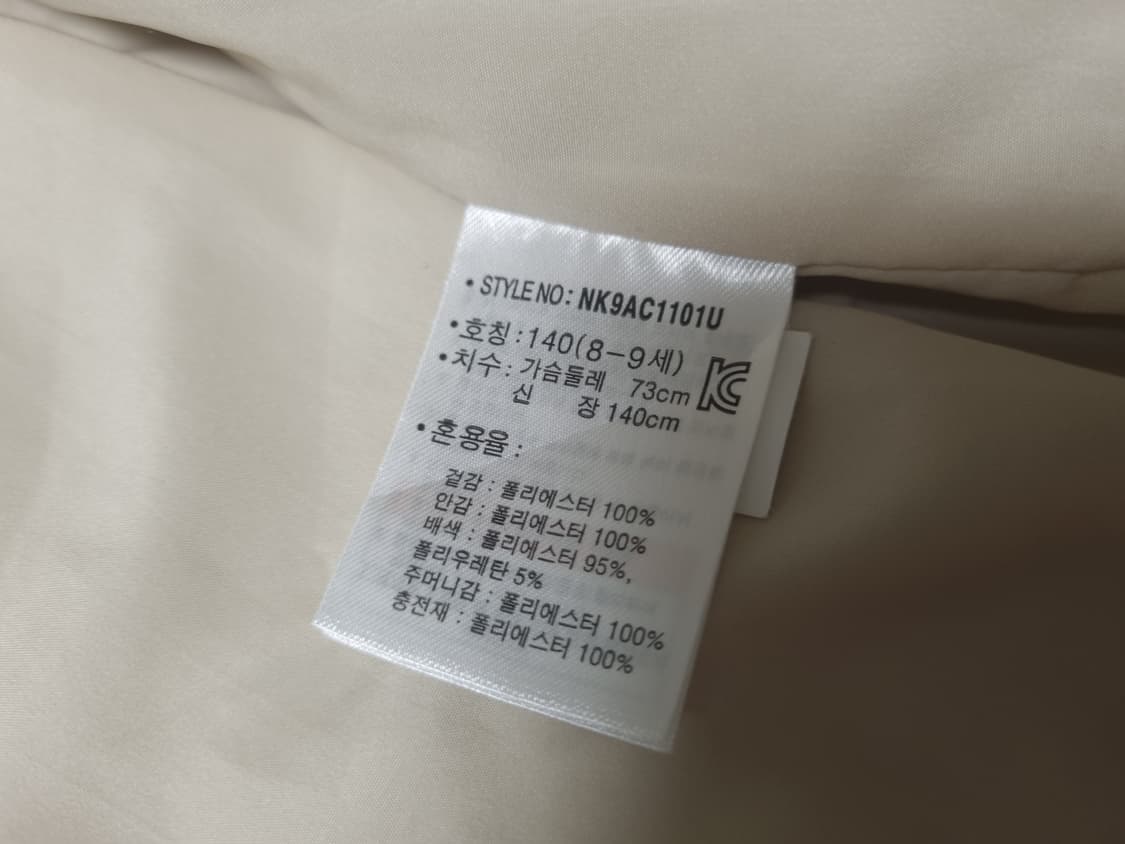 • STYLE NO: NK9AC1101U
• 호칭 : 140(8-9세)
• 치수 : 가슴둘레 73cm
신 장 140cm
• 혼용율 :
겉감 : 폴리에스터 100%
안감 : 폴리에스터 100%
배색 : 폴리에스터 95%,
폴리우레탄 5%
주머니감 : 폴리에스터 100%
충전재 : 폴리에스터 100%